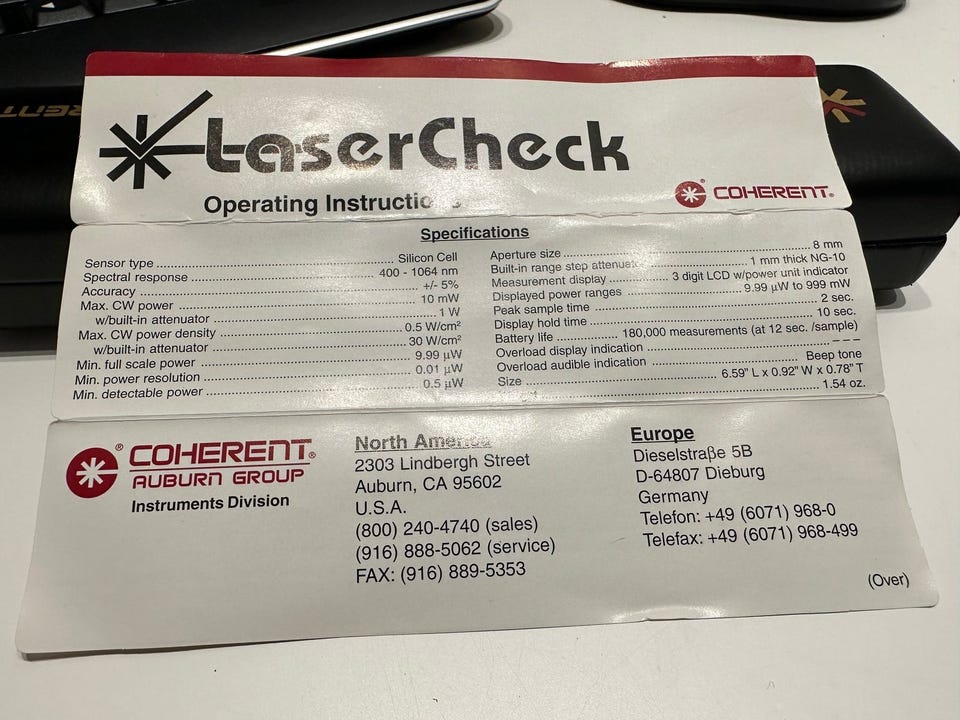 LaserCheck
Operating
COHERENT®
Specifications
Sensor type ........ Silicon Cell
Spectral response ........ 400 - 1064 nm
Accuracy ........ +/- 5%
Max. CW power ........ 10 mW
w/built-in attenuator ........ 1 W
Max. CW power density ........ 0.5 W/cm²
w/built-in attenuator ........ 30 W/cm²
Min. full scale power ........ 9.99 µW
Min. power resolution ........ 0.01 µW
Min. detectable power ........ 0.5 µW
Aperture size ........ 8 mm
Built-in range step ........ 1 mm thick NG-10
Measurement display ........ 3 digit LCD w/power unit indicator
Displayed power ranges ........ 9.99 µW to 999 mW
Peak sample time ........ 2 sec.
Display hold time ........ 10 sec.
Battery life ........ 180,000 measurements (at 12 sec. /sample)
Overload display indication ........ – – –
Overload audible indication ........ Beep tone
Size ........ 6.59" L x 0.92" W x 0.78" T
........ 1.54 oz.
COHERENT®
AUBURN GROUP
Instruments Division
North
2303 Lindbergh Street
Auburn, CA 95602
U.S.A.
(800) 240-4740 (sales)
(916) 888-5062 (service)
FAX: (916) 889-5353
Europe
Dieselstraβe 5B
D-64807 Dieburg
Germany
Telefon: +49 (6071) 968-0
Telefax: +49 (6071) 968-499
(Over)